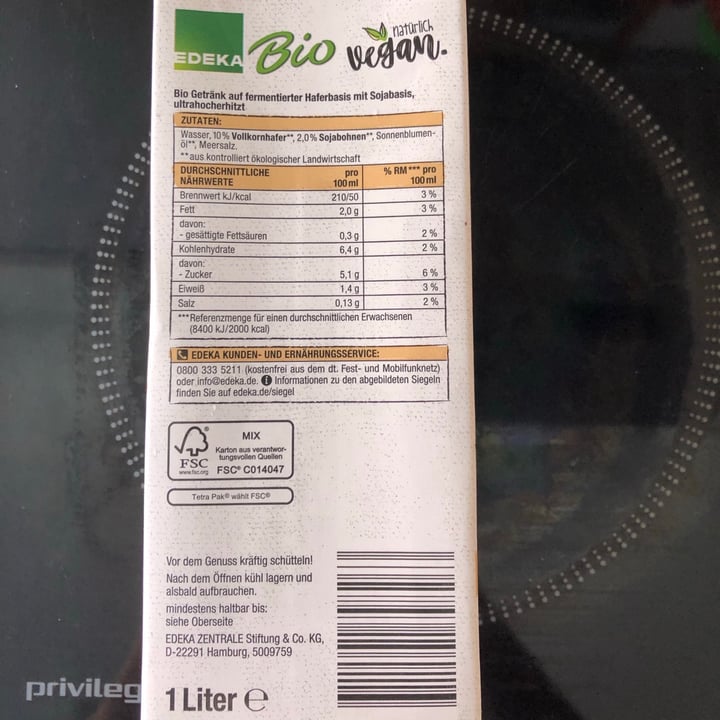 EDEKA Bio natürlich vegan.
Bio Getränk auf fermentierter Haferbasis mit Sojabasis,
ultrahocherhitzt
ZUTATEN:
Wasser, 10% Vollkornhafer**, 2,0% Sojabohnen**, Sonnenblumen-
öl**, Meersalz.
**aus kontrolliert ökologischer Landwirtschaft
DURCHSCHNITTLICHE NÄHRWERTE pro 100 ml % RM*** pro 100 ml
Brennwert kJ/kcal 210/50 3 %
Fett 2,0 g 3 %
davon:
- gesättigte Fettsäuren 0,3 g 2 %
Kohlenhydrate 6,4 g 2 %
davon:
- Zucker 5,1 g 6 %
Eiweiß 1,4 g 3 %
Salz 0,13 g 2 %
***Referenzmenge für einen durchschnittlichen Erwachsenen
(8400 kJ/2000 kcal)
EDEKA KUNDEN- UND ERNÄHRUNGSSERVICE:
0800 333 5211 (kostenfrei aus dem dt. Fest- und Mobilfunknetz)
oder info@edeka.de. Informationen zu den abgebildeten Siegeln
finden Sie auf edeka.de/siegel
MIX
Karton aus verantwor-
tungsvollen Quellen
FSC
www.fsc.org
FSC® C014047
Tetra Pak® wählt FSC®
Vor dem Genuss kräftig schütteln!
Nach dem Öffnen kühl lagern und
alsbald aufbrauchen.
mindestens haltbar bis:
siehe Oberseite
EDEKA ZENTRALE Stiftung & Co. KG,
D-22291 Hamburg, 5009759
1 Liter e
privileg